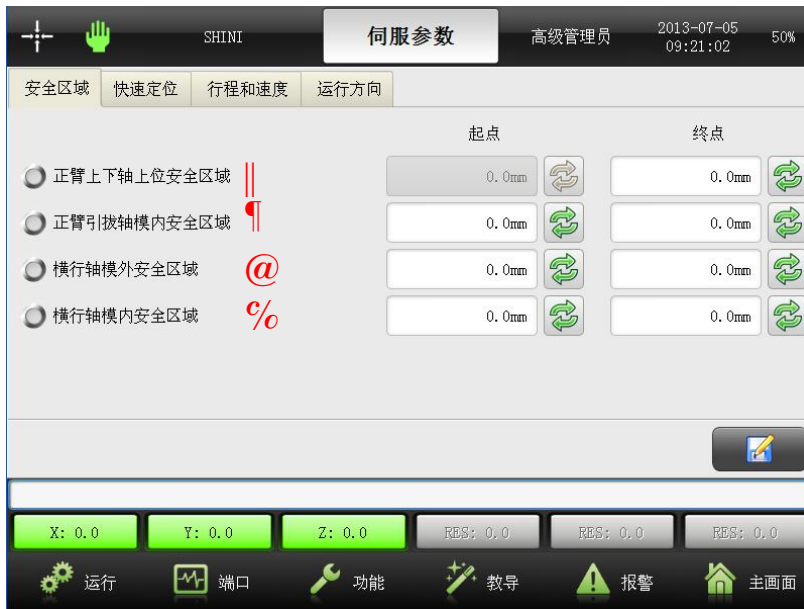 SHINI 伺服参数 高级管理员 2013-07-05 09:21:02 50%
安全区域 快速定位 行程和速度 运行方向
起点 终点
正臂上下轴上位安全区域 || 0.0mm 0.0mm
正臂引拔轴模内安全区域 ¶ 0.0mm 0.0mm
横行轴模外安全区域 @ 0.0mm 0.0mm
横行轴模内安全区域 % 0.0mm 0.0mm
X: 0.0 Y: 0.0 Z: 0.0 RES: 0.0 RES: 0.0 RES: 0.0
运行 端口 功能 教导 报警 主画面